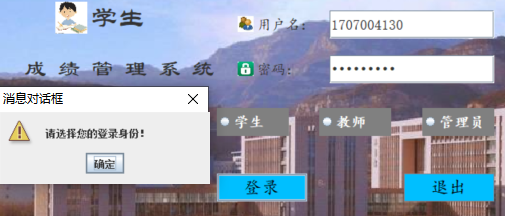 学生
成绩管理系统
用户名:
1707004130
密码:
•••••••••
消息对话框
请选择您的登录身份!
确定
学生
教师
管理员
登录
退出